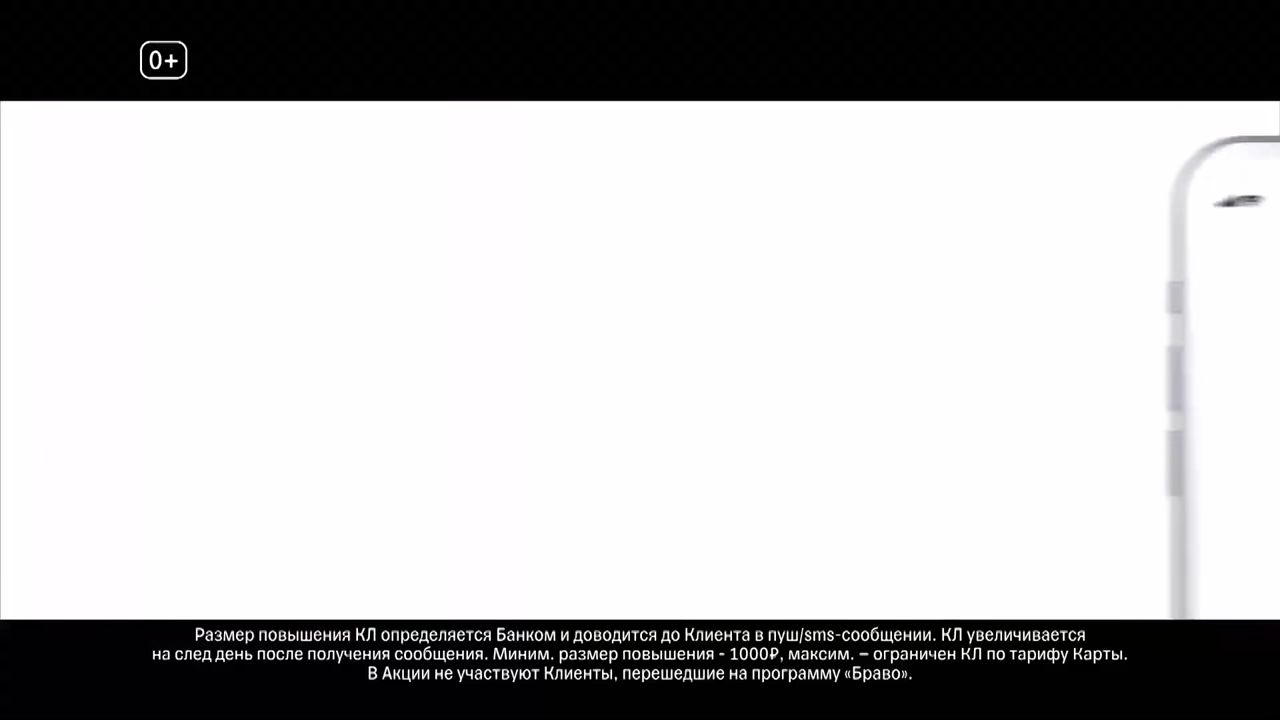 0+
Размер повышения КЛ определяется Банком и доводится до Клиента в пуш/sms-сообщении. КЛ увеличивается
на след день после получения сообщения. Миним. размер повышения - 1000₽, максим. – ограничен КЛ по тарифу Карты.
В Акции не участвуют Клиенты, перешедшие на программу «Браво».